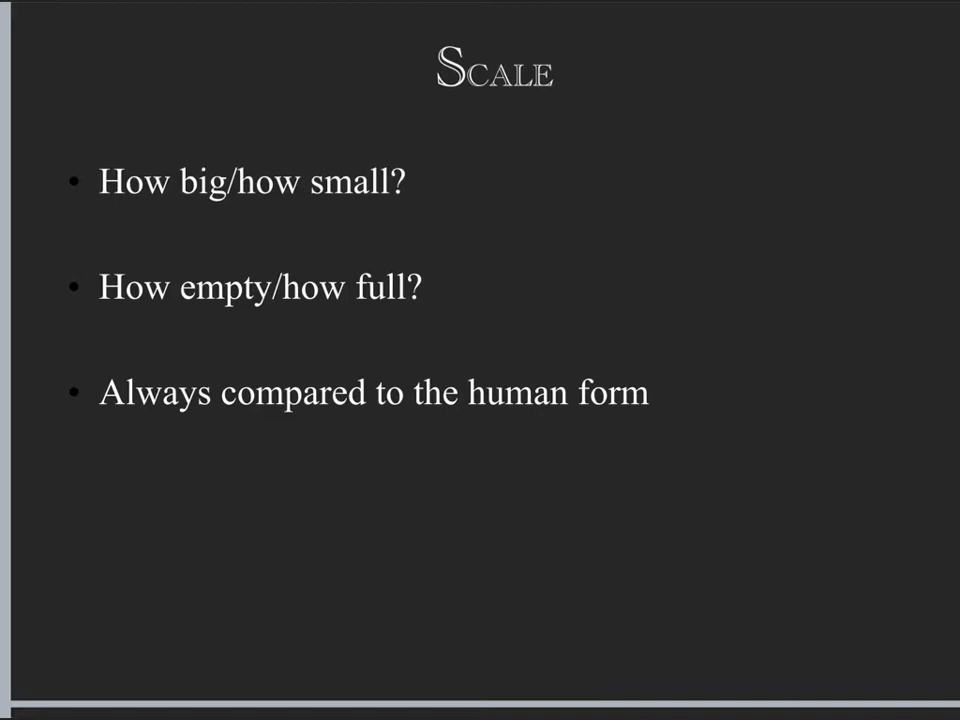 Scale
• How big/how small?
• How empty/how full?
• Always compared to the human form